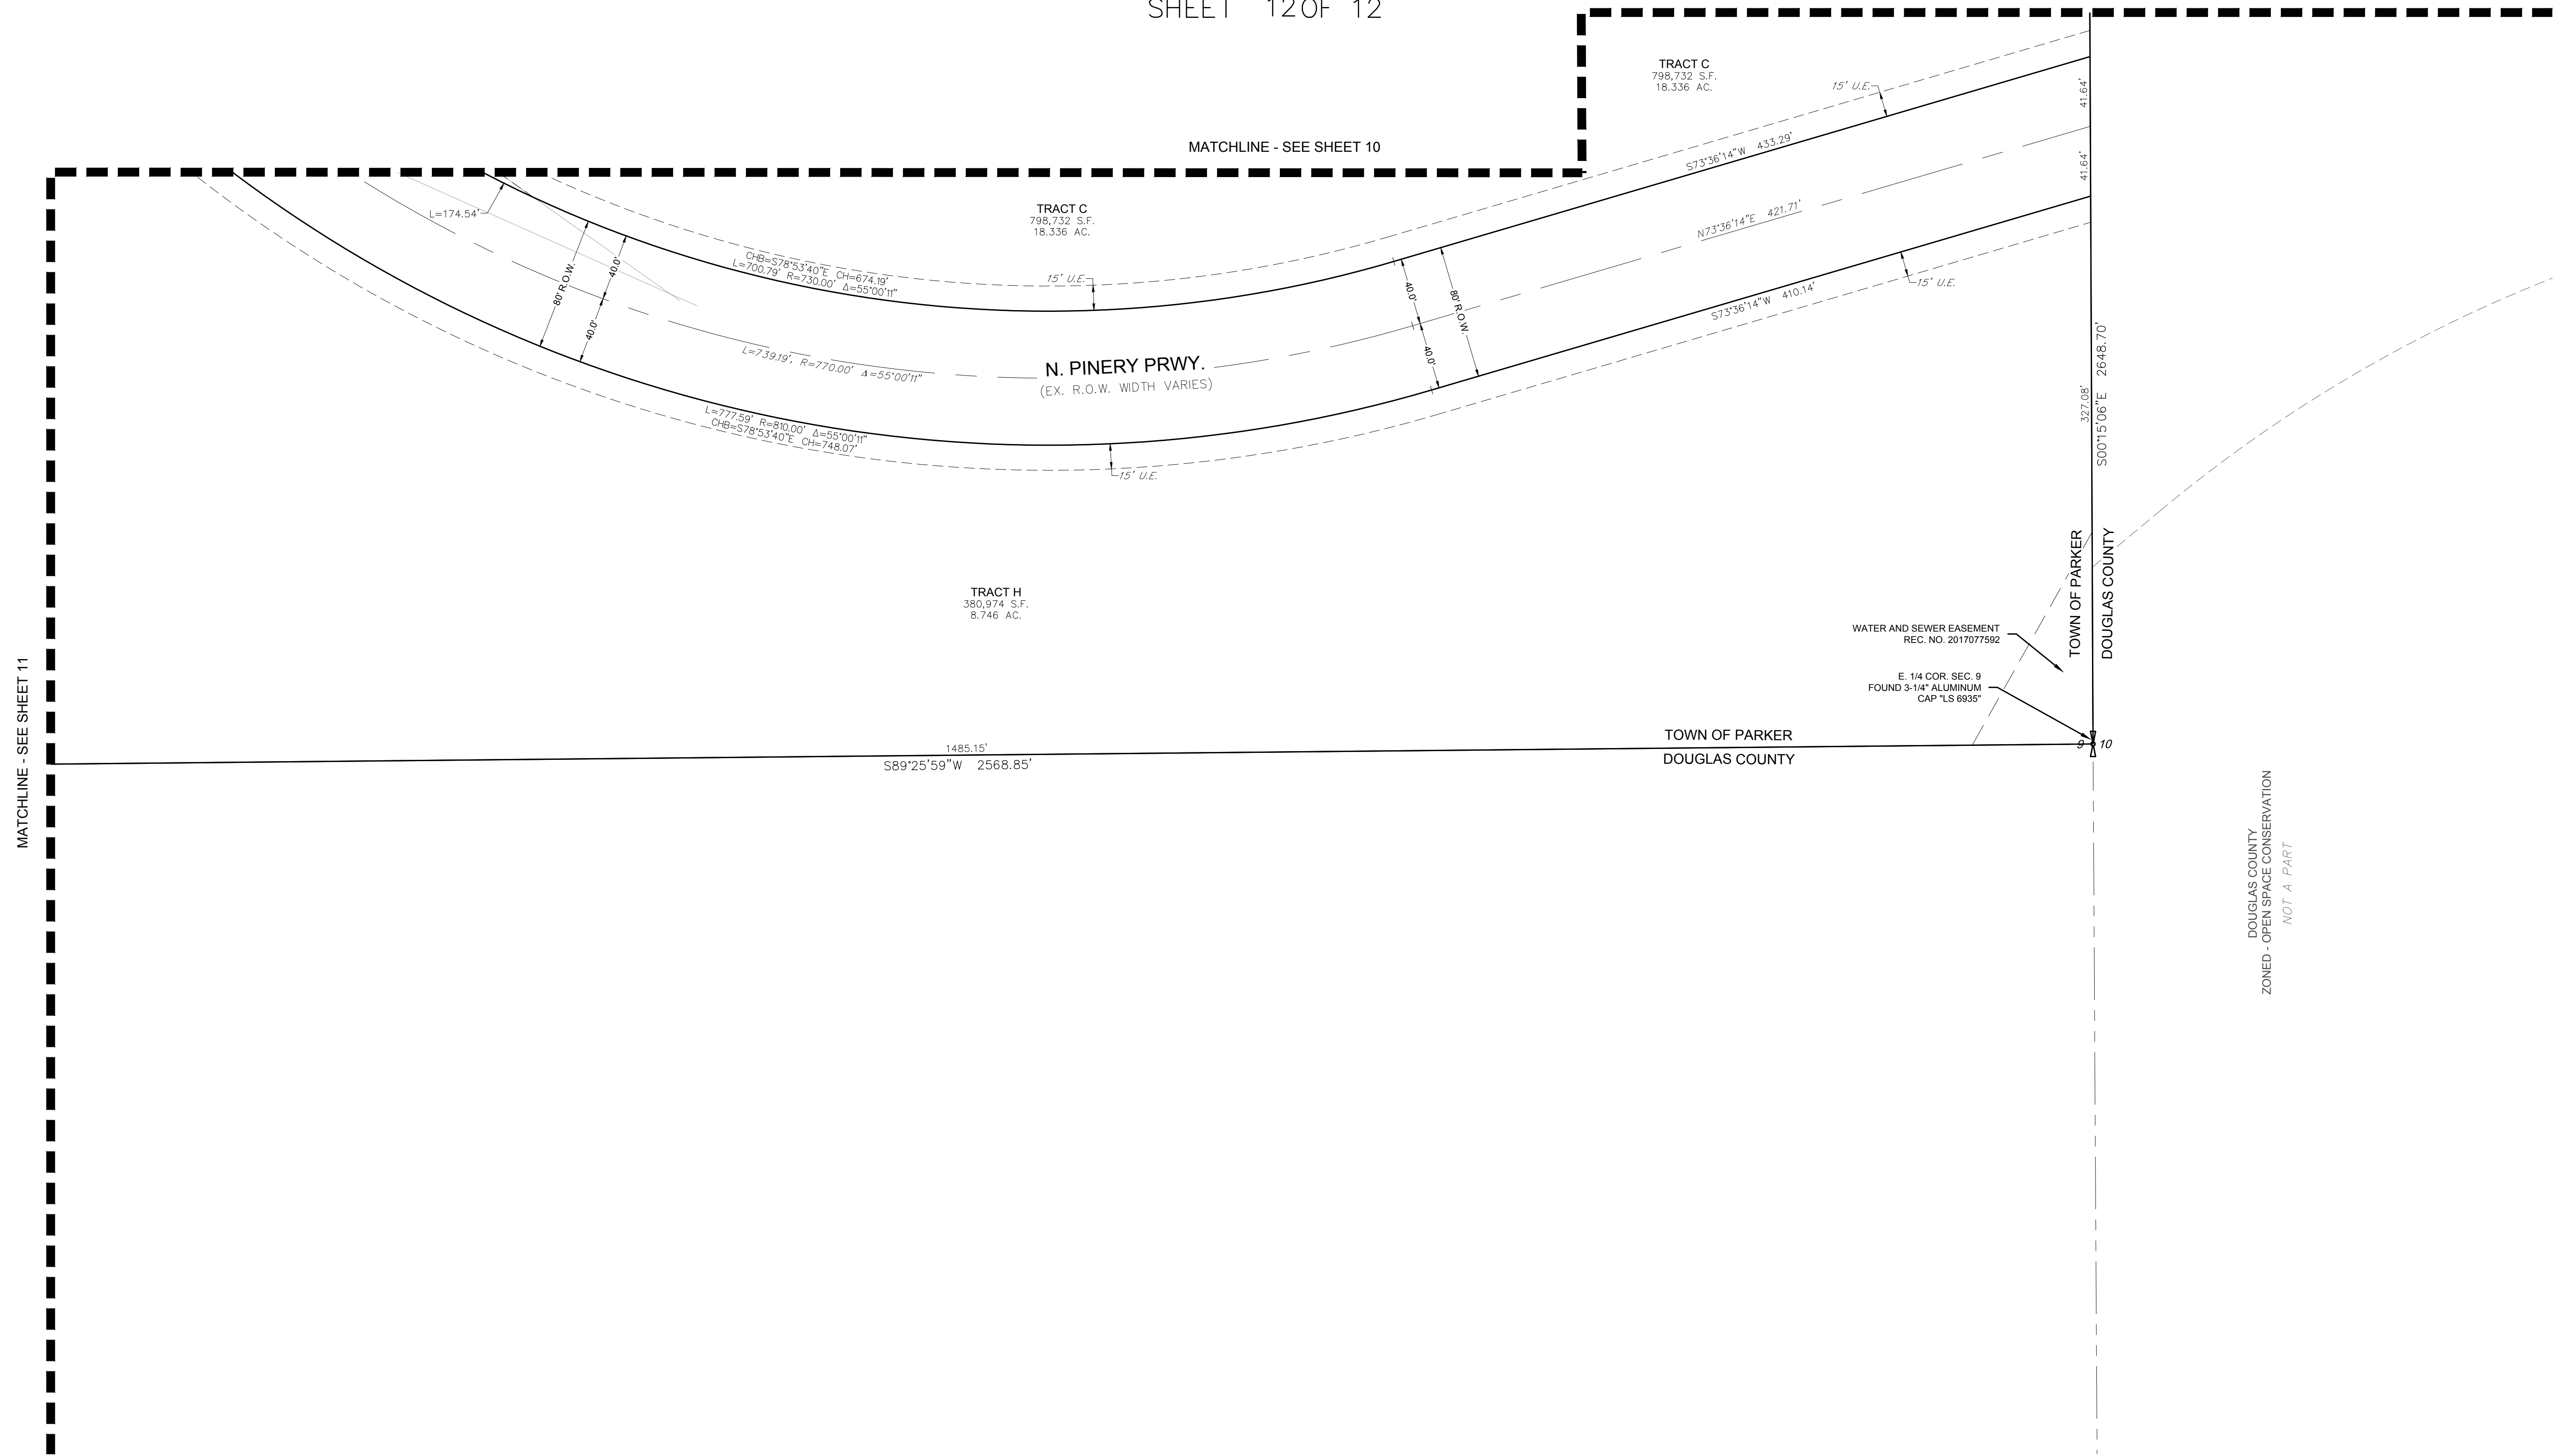 SHEET 12 OF 12
TRACT C
798,732 S.F.
18.336 AC.
15' U.E.
41.64'
MATCHLINE - SEE SHEET 10
S73°36'14"W 433.29'
41.64'
L=174.54'
TRACT C
798,732 S.F.
18.336 AC.
N73°36'14"E 421.71'
80' R.O.W.
40.0'
40.0'
CHB=S78°53'40"E CH=674.19'
L=700.79' R=730.00' Δ=55°00'11"
15' U.E.
40.0'
80' R.O.W.
40.0'
S73°36'14"W 410.14'
15' U.E.
L=739.19', R=770.00' Δ=55°00'11"
N. PINERY PRWY.
(EX. R.O.W. WIDTH VARIES)
327.08'
S00°15'06"E 2648.70'
L=777.59' R=810.00' Δ=55°00'11"
CHB=S78°53'40"E CH=748.07'
15' U.E.
TRACT H
380,974 S.F.
8.746 AC.
TOWN OF PARKER
DOUGLAS COUNTY
WATER AND SEWER EASEMENT
REC. NO. 2017077592
E. 1/4 COR. SEC. 9
FOUND 3-1/4" ALUMINUM
CAP "LS 6935"
MATCHLINE - SEE SHEET 11
1485.15'
S89°25'59"W 2568.85'
TOWN OF PARKER
DOUGLAS COUNTY
9 10
DOUGLAS COUNTY
ZONED - OPEN SPACE CONSERVATION
NOT A PART